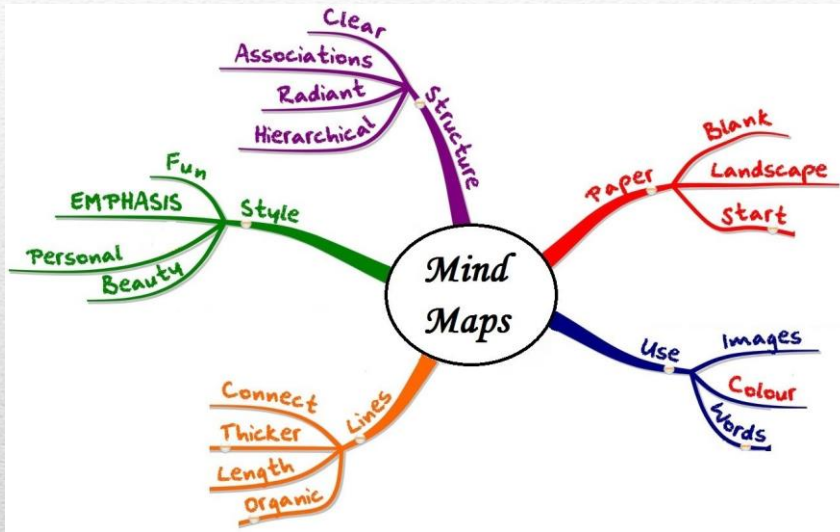 Mind
Maps
Structure
Clear
Associations
Radiant
Hierarchical
Paper
Blank
Landscape
Start
Use
Images
Colour
Words
Lines
Connect
Thicker
Length
Organic
Style
Fun
EMPHASIS
Personal
Beauty